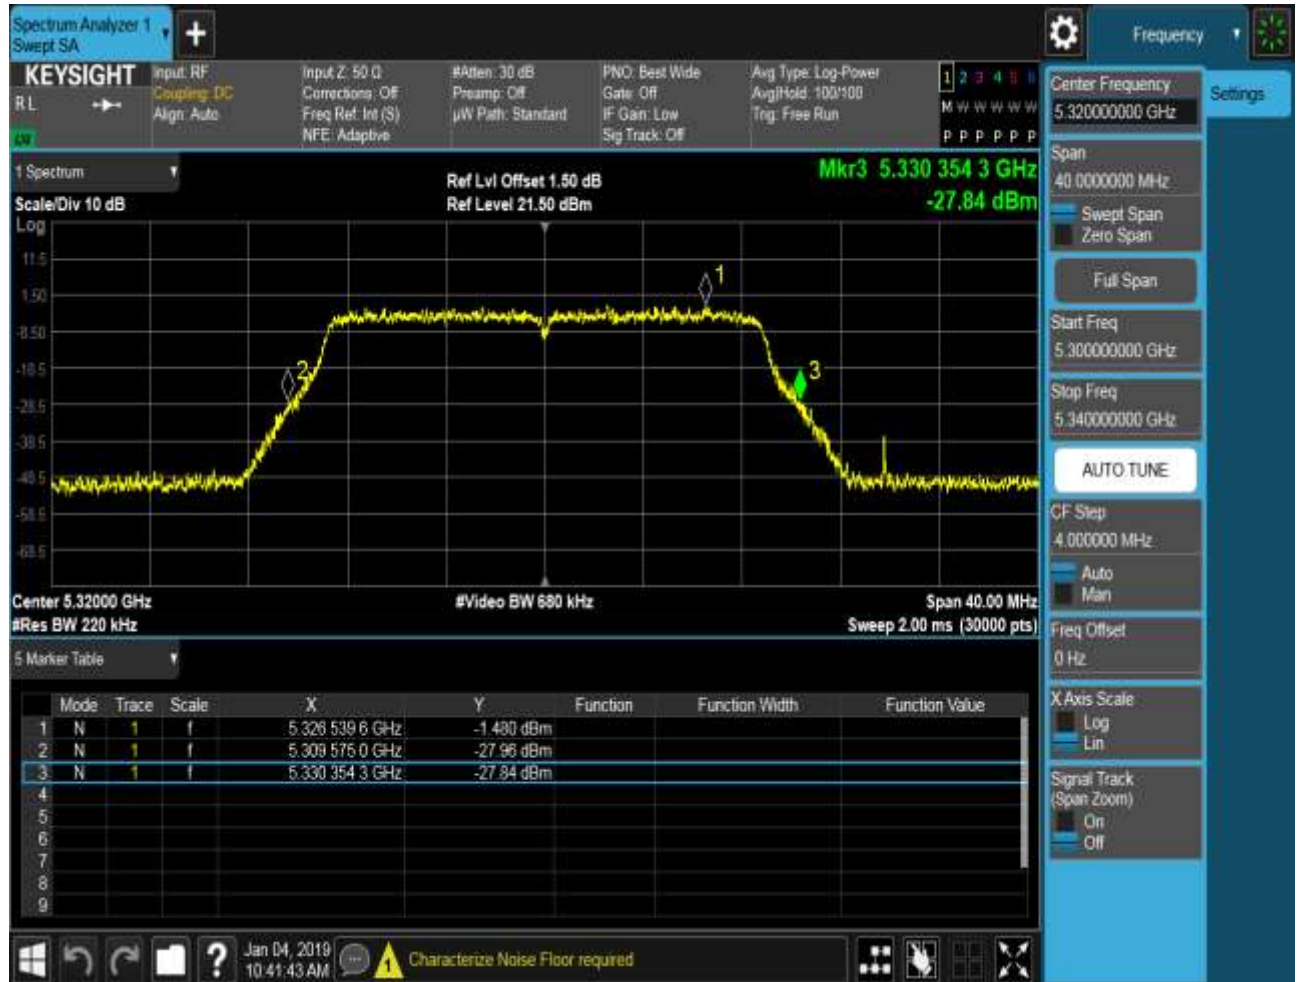 Spectrum Analyzer 1
Swept SA
Frequency
KEYSIGHT
RL
Input: RF
Coupling: DC
Align: Auto
Input Z: 50 Ω
Corrections: Off
Freq Ref: Int (S)
NFE: Adaptive
#Atten: 30 dB
Preamp: Off
µW Path: Standard
PNO: Best Wide
Gate: Off
IF Gain: Low
Sig Track: Off
Avg Type: Log-Power
Avg|Hold: 100/100
Trig: Free Run
1 2 3 4 5 6
M W W W W W
P P P P P P
1 Spectrum
Scale/Div 10 dB
Ref Lvl Offset 1.50 dB
Ref Level 21.50 dBm
Mkr3 5.330 354 3 GHz
-27.84 dBm
Log
11.5
1.50
-8.50
-18.5
-28.5
-38.5
-48.5
-58.5
-68.5
1
2
3
Center 5.32000 GHz
#Video BW 680 kHz
Span 40.00 MHz
#Res BW 220 kHz
Sweep 2.00 ms (30000 pts)
5 Marker Table
Mode Trace Scale X Y Function Function Width Function Value
1 N 1 f 5.326 539 6 GHz -1.480 dBm
2 N 1 f 5.309 575 0 GHz -27.96 dBm
3 N 1 f 5.330 354 3 GHz -27.84 dBm
4
5
6
7
8
9
Center Frequency
5.320000000 GHz
Settings
Span
40.0000000 MHz
Swept Span
Zero Span
Full Span
Start Freq
5.300000000 GHz
Stop Freq
5.340000000 GHz
AUTO TUNE
CF Step
4.000000 MHz
Auto
Man
Freq Offset
0 Hz
X Axis Scale
Log
Lin
Signal Track
(Span Zoom)
On
Off
?
Jan 04, 2019
10:41:43 AM
1
Characterize Noise Floor required